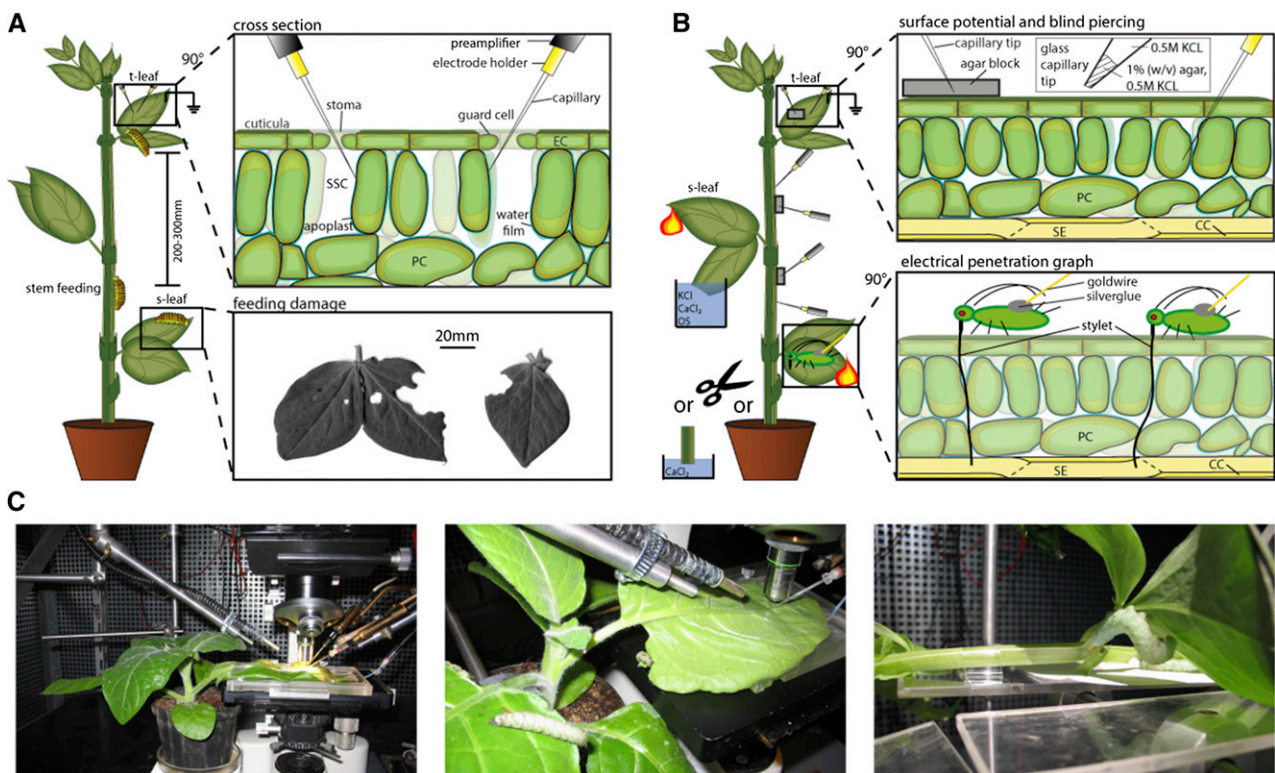 A
cross section
90°
t-leaf
preamplifier
electrode holder
stoma
guard cell
capillary
cuticula
EC
SSC
apoplast
water
film
PC
200-300mm
stem feeding
s-leaf
feeding damage
20mm
B
surface potential and blind piercing
90°
t-leaf
capillary tip
agar block
glass
capillary
tip
0.5M KCL
1% (w/v) agar,
0.5M KCL
s-leaf
PC
SE
CC
KCl
CaCl₂
OS
electrical penetration graph
90°
goldwire
silverglue
stylet
PC
SE
CC
or
or
CaCl₂
C